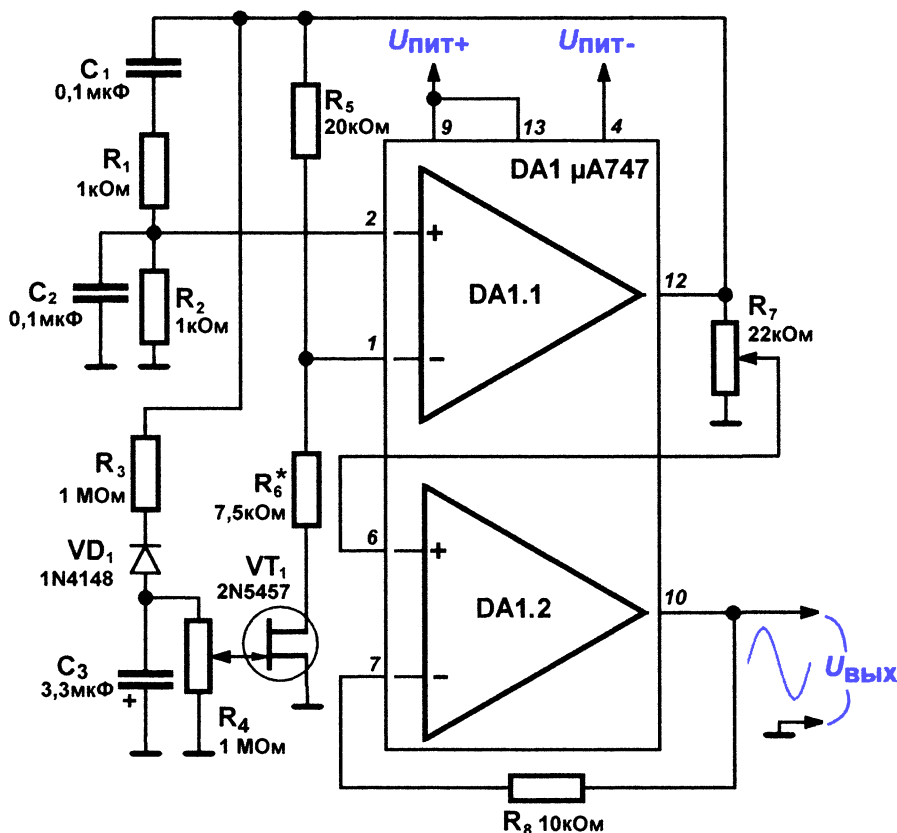 Uпит+
Uпит-
C1
0,1мкФ
R5
20кОм
9
13
4
DA1 µA747
R1
1кОм
2
+
DA1.1
12
C2
0,1мкФ
R2
1кОм
R7
22кОм
1
−
R3
1 МОм
R6*
7,5кОм
VD1
1N4148
VT1
2N5457
6
+
DA1.2
10
C3
3,3мкФ
+
R4
1 МОм
7
−
Uвых
R8 10кОм